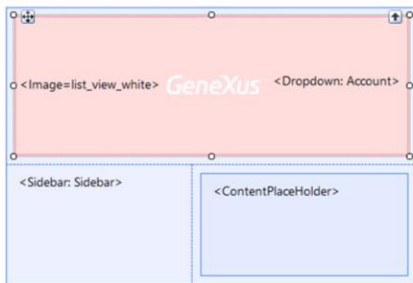 <Image=list_view_white> GeneXus <Dropdown: Account>
<Sidebar: Sidebar>
<ContentPlaceHolder>